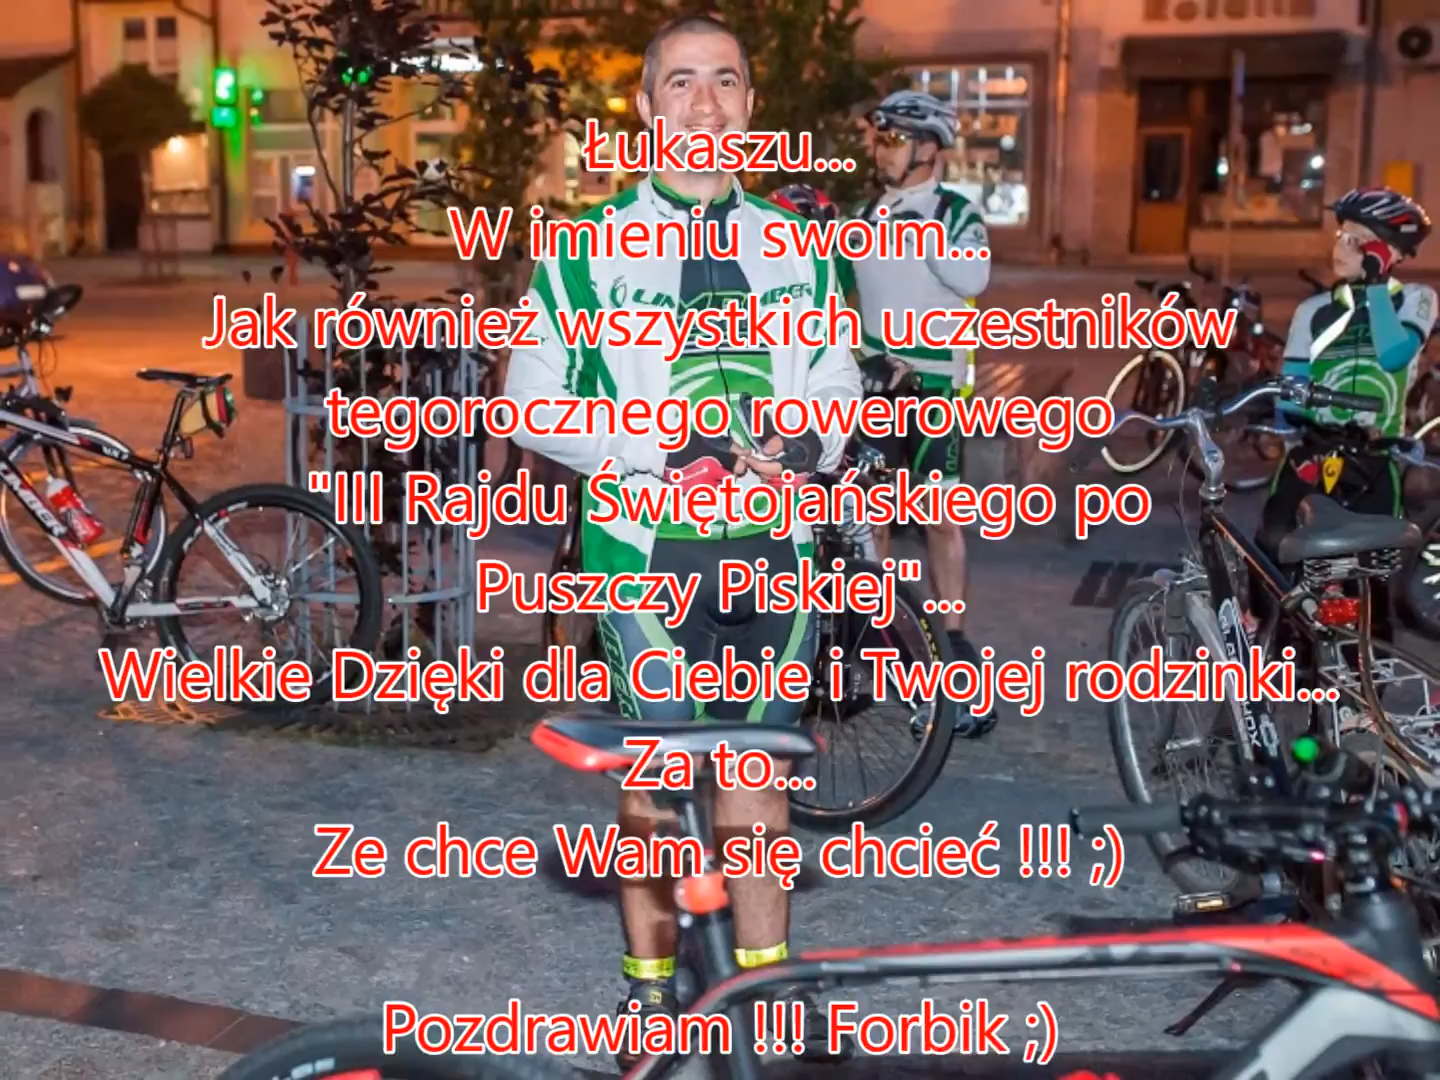 Łukaszu...
W imieniu swoim...
Jak również wszystkich uczestników
tegorocznego rowerowego
"III Rajdu Świętojańskiego po
Puszczy Piskiej"...
Wielkie Dzięki dla Ciebie i Twojej rodzinki...
Za to...
Ze chce Wam się chcieć !!! ;)
Pozdrawiam !!! Forbik ;)